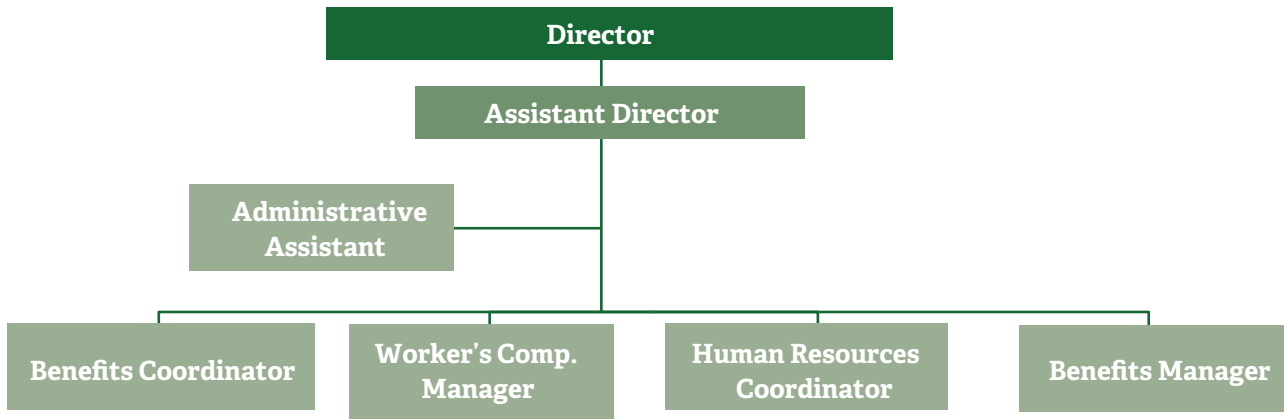 Director
Assistant Director
Administrative
Assistant
Benefits Coordinator
Worker’s Comp.
Manager
Human Resources
Coordinator
Benefits Manager